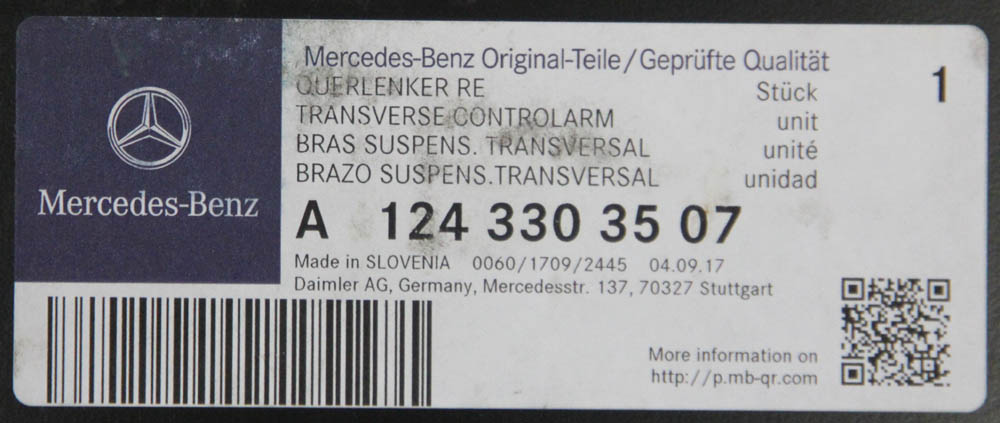 Mercedes-Benz
Mercedes-Benz Original-Teile/Geprüfte Qualität
QUERLENKER RE Stück 1
TRANSVERSE CONTROLARM unit
BRAS SUSPENS. TRANSVERSAL unité
BRAZO SUSPENS.TRANSVERSAL unidad
A 124 330 35 07
Made in SLOVENIA 0060/1709/2445 04.09.17
Daimler AG, Germany, Mercedesstr. 137, 70327 Stuttgart
More information on
http://p.mb-qr.com